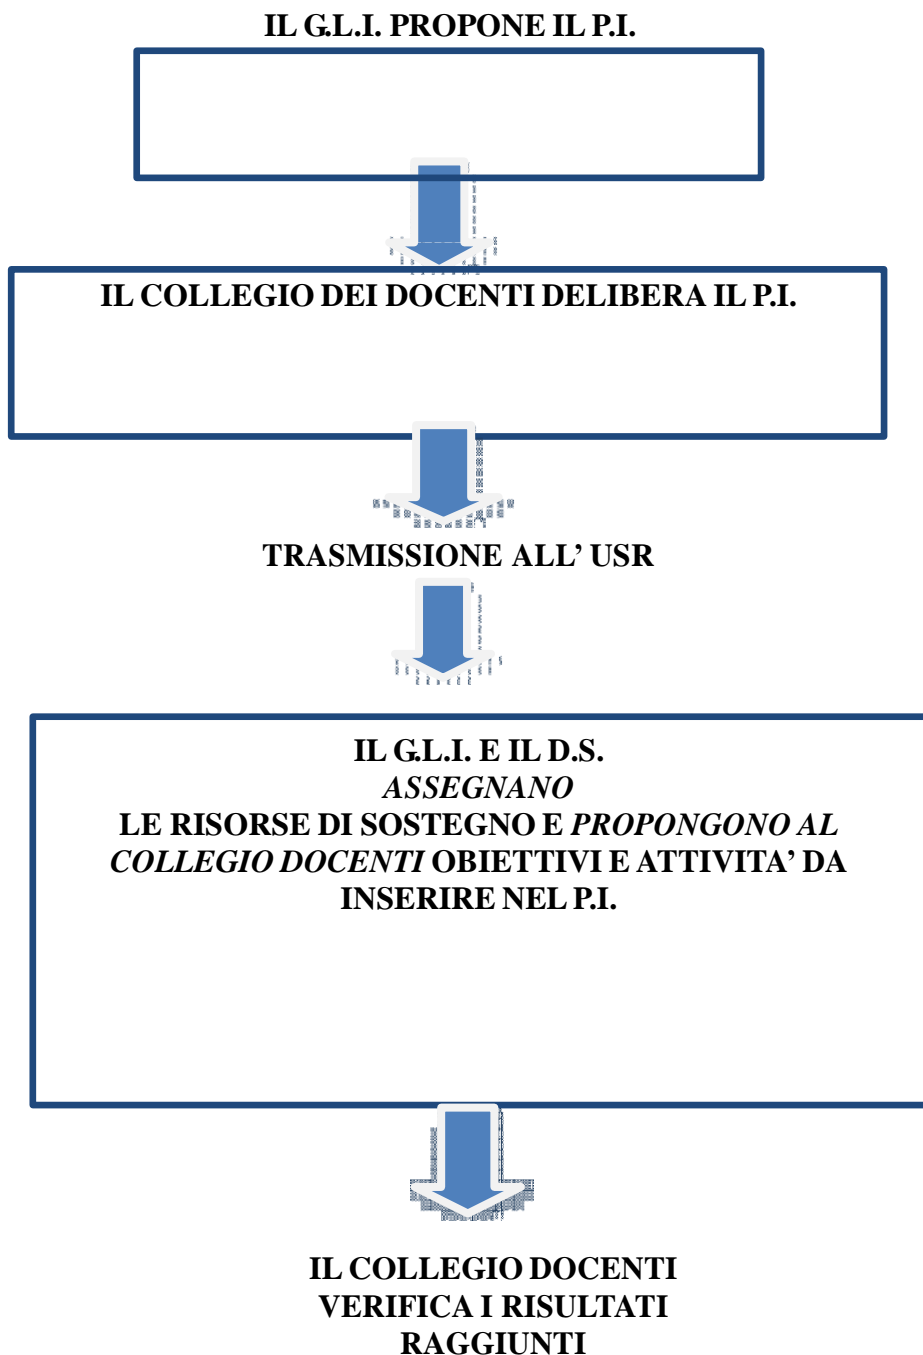 IL G.L.I. PROPONE IL P.I.
IL COLLEGIO DEI DOCENTI DELIBERA IL P.I.
TRASMISSIONE ALL’ USR
IL G.L.I. E IL D.S.
ASSEGNANO
LE RISORSE DI SOSTEGNO E PROPONGONO AL
COLLEGIO DOCENTI OBIETTIVI E ATTIVITA’ DA
INSERIRE NEL P.I.
IL COLLEGIO DOCENTI
VERIFICA I RISULTATI
RAGGIUNTI